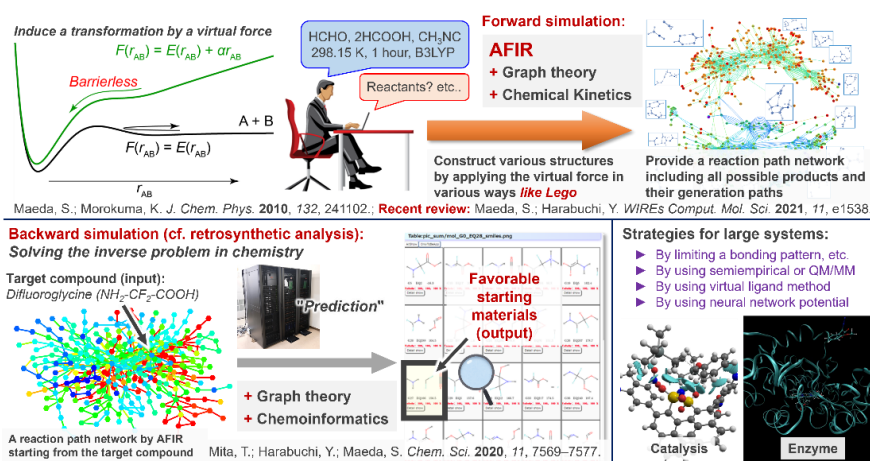 Induce a transformation by a virtual force
F(rAB) = E(rAB) + αrAB
Barrierless
A + B
F(rAB) = E(rAB)
rAB
HCHO, 2HCOOH, CH3NC
298.15 K, 1 hour, B3LYP
Reactants? etc..
Forward simulation:
AFIR
+ Graph theory
+ Chemical Kinetics
Construct various structures
by applying the virtual force in
various ways like Lego
Provide a reaction path network
including all possible products and
their generation paths
Maeda, S.; Morokuma, K. J. Chem. Phys. 2010, 132, 241102.; Recent review: Maeda, S.; Harabuchi, Y. WIREs Comput. Mol. Sci. 2021, 11, e1538.
Backward simulation (cf. retrosynthetic analysis):
Solving the inverse problem in chemistry
Target compound (input):
Difluoroglycine (NH2-CF2-COOH)
"Prediction"
+ Graph theory
+ Chemoinformatics
A reaction path network by AFIR
starting from the target compound
Table:pic_sum/mol_G0_EQ28_smiles.png
Favorable
starting
materials
(output)
Mita, T.; Harabuchi, Y.; Maeda, S. Chem. Sci. 2020, 11, 7569–7577.
Strategies for large systems:
► By limiting a bonding pattern, etc.
► By using semiempirical or QM/MM
► By using virtual ligand method
► By using neural network potential
Catalysis
Enzyme